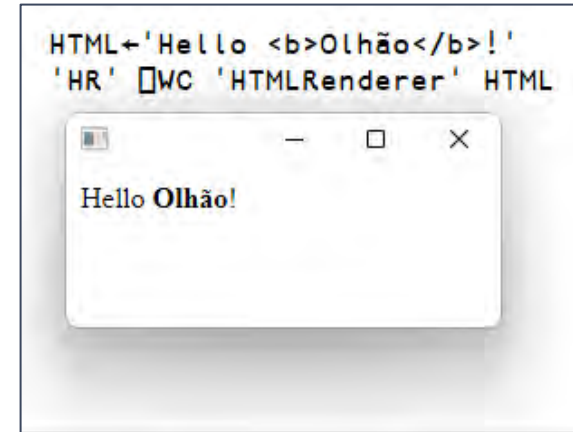 HTML←'Hello <b>Olhão</b>!'
'HR' ⎕WC 'HTMLRenderer' HTML
Hello Olhão!